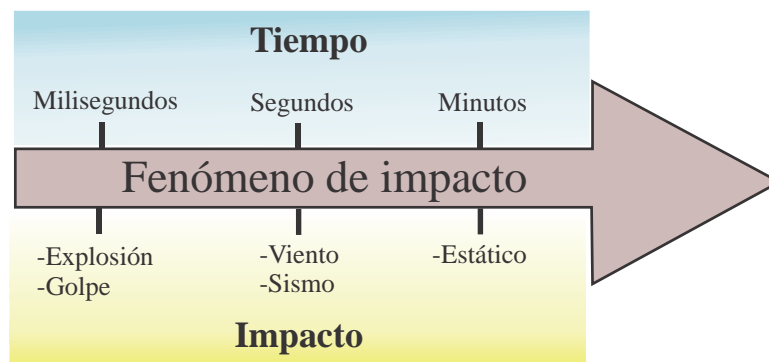 Tiempo
Milisegundos Segundos Minutos
Fenómeno de impacto
-Explosión -Viento -Estático
-Golpe -Sismo
Impacto